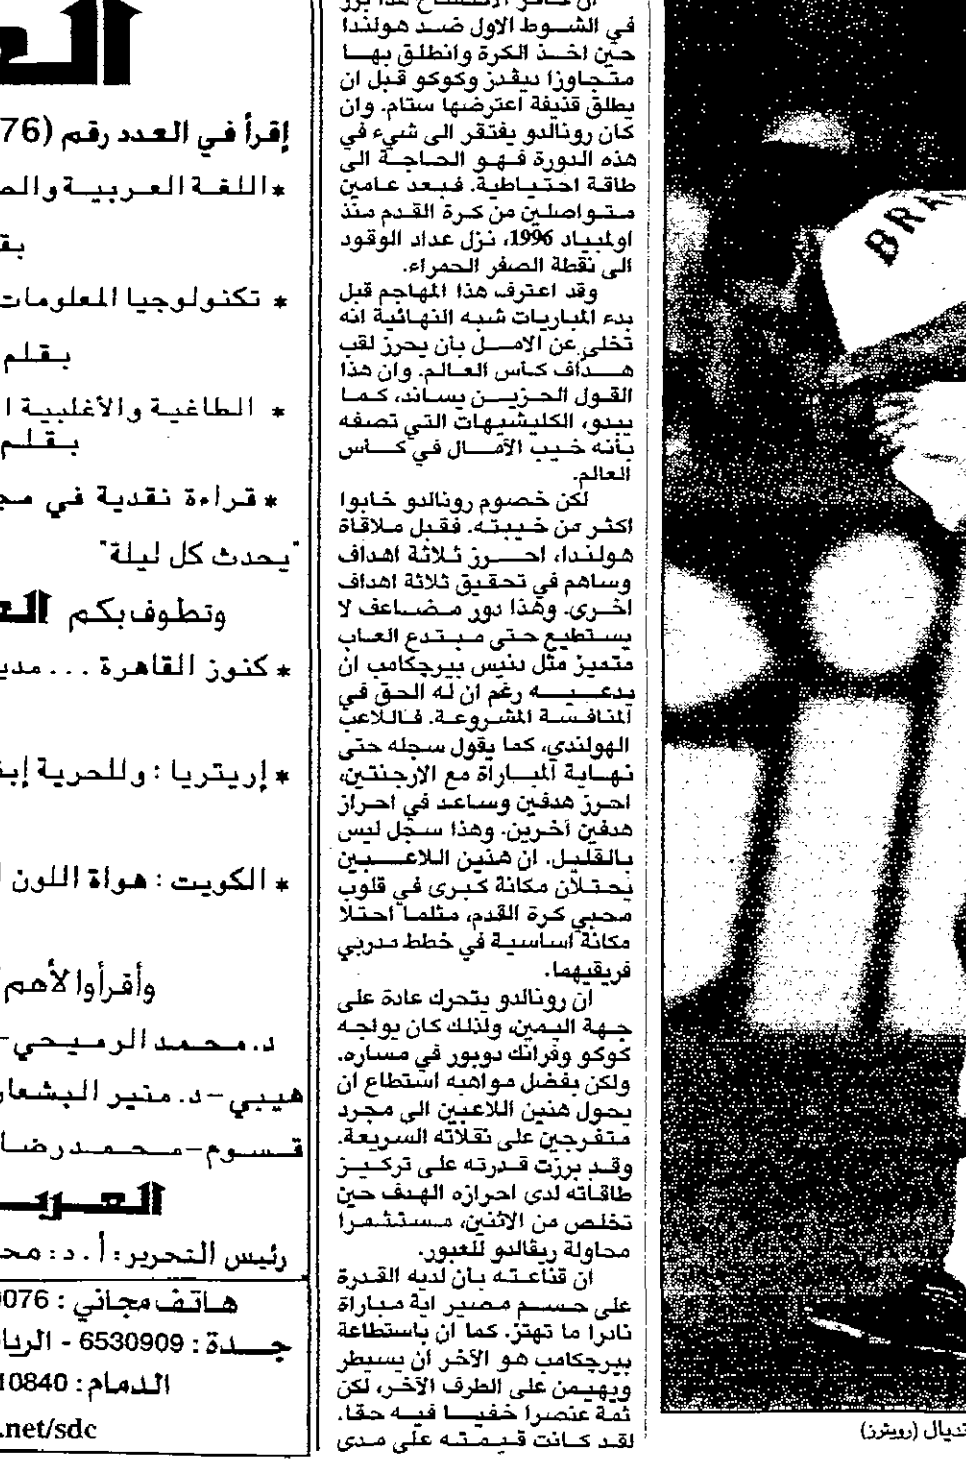 في الشوط الاول ضد هولندا
حين اخذ الكرة وانطلق بها
متجاوزا ديڤدز وكوكو قبل ان
يطلق قذيفة اعترضها ستام. وان
كان رونالدو يفتقر الى شيء في
هذه الدورة فهو الحاجة الى
طاقة احتياطية. فبعد عامين
متواصلين من كرة القدم منذ
اولمبياد 1996، نزل عداد الوقود
الى نقطة الصفر الحمراء.
وقد اعترف هذا المهاجم قبل
بدء المباريات شبه النهائية انه
تخلى عن الامل بأن يحرز لقب
هداف كأس العالم. وان هذا
القول الحزين يساند، كما
يبدو، الكليشيهات التي تصفه
بأنه خيب الآمال في كأس
العالم.
لكن خصوم رونالدو خابوا
اكثر من خيبته. فقبل ملاقاة
هولندا، احرز ثلاثة اهداف
وساهم في تحقيق ثلاثة اهداف
اخرى. وهذا دور مضاعف لا
يستطيع حتى مبتدع العاب
متميز مثل دنيس بيرجكامب ان
يدعيه رغم ان له الحق في
المنافسة المشروعة. فاللاعب
الهولندي، كما يقول سجله حتى
نهاية المباراة مع الارجنتين،
احرز هدفين وساعد في احراز
هدفين آخرين. وهذا سجل ليس
بالقليل. ان هذين اللاعبين
يحتلان مكانة كبرى في قلوب
محبي كرة القدم، مثلما احتلا
مكانة اساسية في خطط مدربي
فريقيهما.
ان رونالدو يتحرك عادة على
جهة اليمين، ولذلك كان يواجه
كوكو وفرانك دوبور في مساره.
ولكن بفضل مواهبه استطاع ان
يحول هذين اللاعبين الى مجرد
متفرجين على نقلاته السريعة.
وقد برزت قدرته على تركيز
طاقاته لدى احرازه الهدف حين
تخلص من الاثنين، مستثمرا
محاولة ريڤالدو للعبور.
ان قناعته بان لديه القدرة
على حسم مصير اية مباراة
نادرا ما تهتز. كما ان باستطاعة
بيرجكامب هو الآخر ان يسيطر
ويهيمن على الطرف الآخر، لكن
ثمة عنصرا خفيا فيه حقا.
لقد كانت قيمته على مدى
إقرأ في العدد رقم (76
* اللغة العربية
* تكنولوجيا المعلومات
بقلم
* الطاغية والأغلبية
بقلم
* قراءة نقدية في
"يحدث كل ليلة"
وتطوف بكم
* كنوز القاهرة ...
* إريتريا : وللحرية
* الكويت : هواة اللون
وأقرأوا لأهم
د. محمد الرميحي-
هيبي-د. منير
قسوم-محمد رضا
رئيس التحرير : أ . د :
هاتف مجاني : 076
جدة : 6530909 -
الدمام : 10840
.net/sdc
BRA
(رويترز)